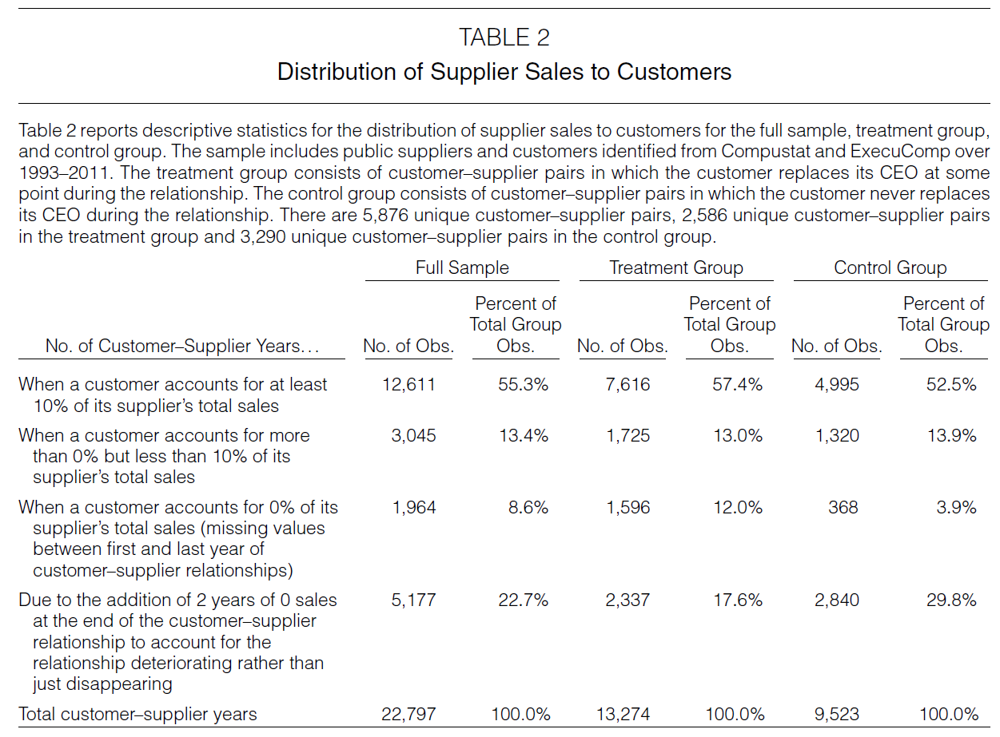 TABLE 2
Distribution of Supplier Sales to Customers
Table 2 reports descriptive statistics for the distribution of supplier sales to customers for the full sample, treatment group,
and control group. The sample includes public suppliers and customers identified from Compustat and ExecuComp over
1993–2011. The treatment group consists of customer–supplier pairs in which the customer replaces its CEO at some
point during the relationship. The control group consists of customer–supplier pairs in which the customer never replaces
its CEO during the relationship. There are 5,876 unique customer–supplier pairs, 2,586 unique customer–supplier pairs
in the treatment group and 3,290 unique customer–supplier pairs in the control group.
Full Sample Treatment Group Control Group
Percent of Percent of Percent of
Total Group Total Group Total Group
No. of Customer–Supplier Years… No. of Obs. Obs. No. of Obs. Obs. No. of Obs. Obs.
When a customer accounts for at least 12,611 55.3% 7,616 57.4% 4,995 52.5%
10% of its supplier's total sales
When a customer accounts for more 3,045 13.4% 1,725 13.0% 1,320 13.9%
than 0% but less than 10% of its
supplier's total sales
When a customer accounts for 0% of its 1,964 8.6% 1,596 12.0% 368 3.9%
supplier's total sales (missing values
between first and last year of
customer–supplier relationships)
Due to the addition of 2 years of 0 sales 5,177 22.7% 2,337 17.6% 2,840 29.8%
at the end of the customer–supplier
relationship to account for the
relationship deteriorating rather than
just disappearing
Total customer–supplier years 22,797 100.0% 13,274 100.0% 9,523 100.0%